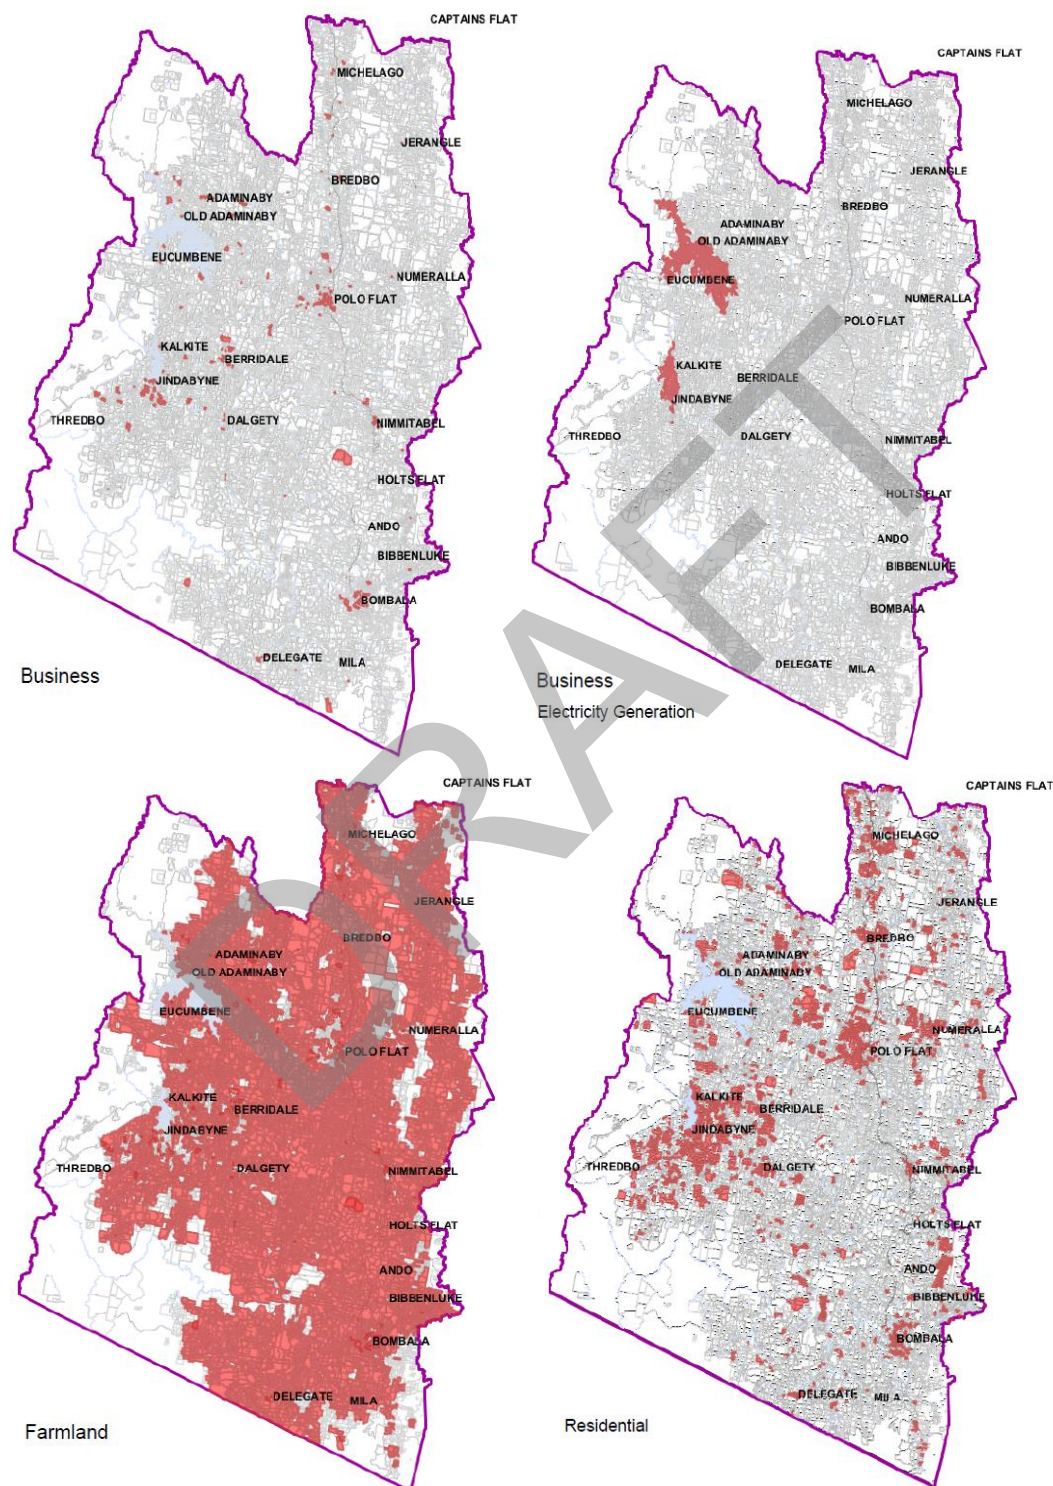 CAPTAINS FLAT
MICHELAGO
JERANGLE
BREDBO
ADAMINABY
OLD ADAMINABY
EUCUMBENE
NUMERALLA
POLO FLAT
KALKITE
BERRIDALE
JINDABYNE
THREDBO
DALGETY
NIMMITABEL
HOLTS FLAT
ANDO
BIBBENLUKE
BOMBALA
DELEGATE
MILA
Business
CAPTAINS FLAT
MICHELAGO
JERANGLE
BREDBO
ADAMINABY
OLD ADAMINABY
EUCUMBENE
NUMERALLA
POLO FLAT
KALKITE
BERRIDALE
JINDABYNE
THREDBO
DALGETY
NIMMITABEL
HOLTS FLAT
ANDO
BIBBENLUKE
BOMBALA
DELEGATE
MILA
Business
Electricity Generation
DRAFT
CAPTAINS FLAT
MICHELAGO
JERANGLE
BREDBO
ADAMINABY
OLD ADAMINABY
EUCUMBENE
NUMERALLA
POLO FLAT
KALKITE
BERRIDALE
JINDABYNE
THREDBO
DALGETY
NIMMITABEL
HOLTS FLAT
ANDO
BIBBENLUKE
BOMBALA
DELEGATE
MILA
Farmland
CAPTAINS FLAT
MICHELAGO
JERANGLE
BREDBO
ADAMINABY
OLD ADAMINABY
EUCUMBENE
NUMERALLA
POLO FLAT
KALKITE
BERRIDALE
JINDABYNE
THREDBO
DALGETY
NIMMITABEL
HOLTS FLAT
ANDO
BIBBENLUKE
BOMBALA
DELEGATE
MILA
Residential